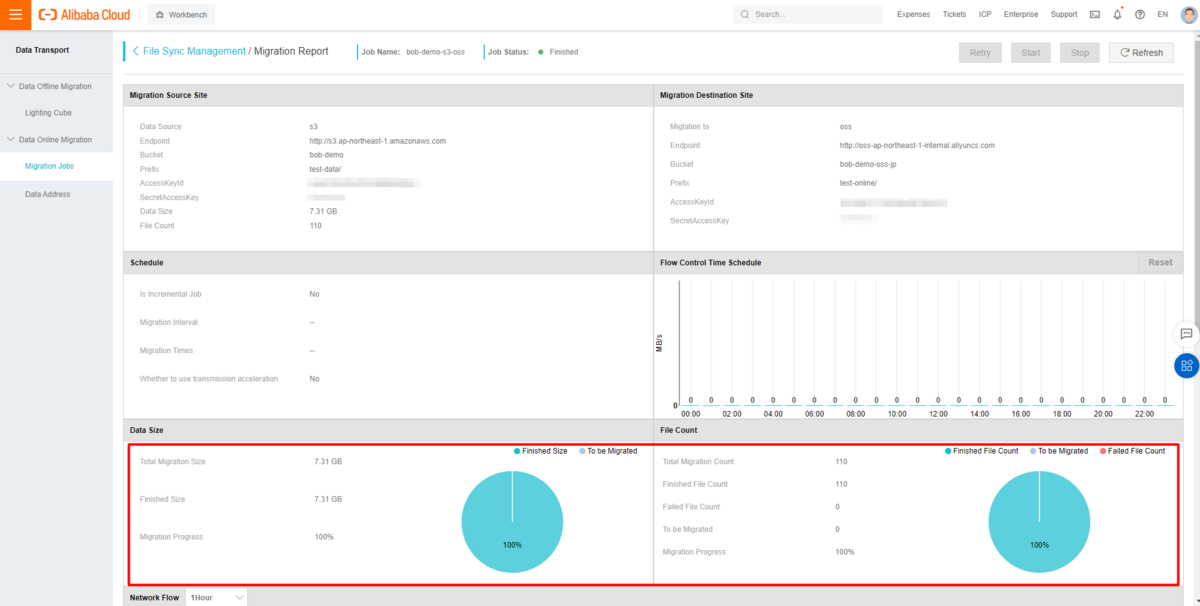 Alibaba Cloud
Workbench
Search...
Expenses
Tickets
ICP
Enterprise
Support
EN
Data Transport
Data Offline Migration
Lighting Cube
Data Online Migration
Migration Jobs
Data Address
File Sync Management / Migration Report
Job Name: bob-demo-s3-oss
Job Status: Finished
Retry
Start
Stop
Refresh
Migration Source Site
Data Source s3
Endpoint http://s3.ap-northeast-1.amazonaws.com
Bucket bob-demo
Prefix test-data/
AccessKeyId
SecretAccessKey
Data Size 7.31 GB
File Count 110
Migration Destination Site
Migtation to oss
Endpoint http://oss-ap-northeast-1-internal.aliyuncs.com
Bucket bob-demo-oss-jp
Prefix test-online/
AccessKeyId
SecretAccessKey
Schedule
Is Incremental Job No
Migration Interval --
Migration Times --
Whether to use transmission acceleration No
Flow Control Time Schedule
Reset
MB/s
0 0 0 0 0 0 0 0 0 0 0 0 0 0 0 0 0 0 0 0 0 0 0 0
0
00:00 02:00 04:00 06:00 08:00 10:00 12:00 14:00 16:00 18:00 20:00 22:00
Data Size
Finished Size To be Migrated
Total Migration Size 7.31 GB
Finished Size 7.31 GB
Migration Progress 100%
100%
File Count
Finished File Count To be Migrated Failed File Count
Total Migration Count 110
Finished File Count 110
Failed File Count 0
To be Migrated 0
Migration Progress 100%
100%
Network Flow 1Hour